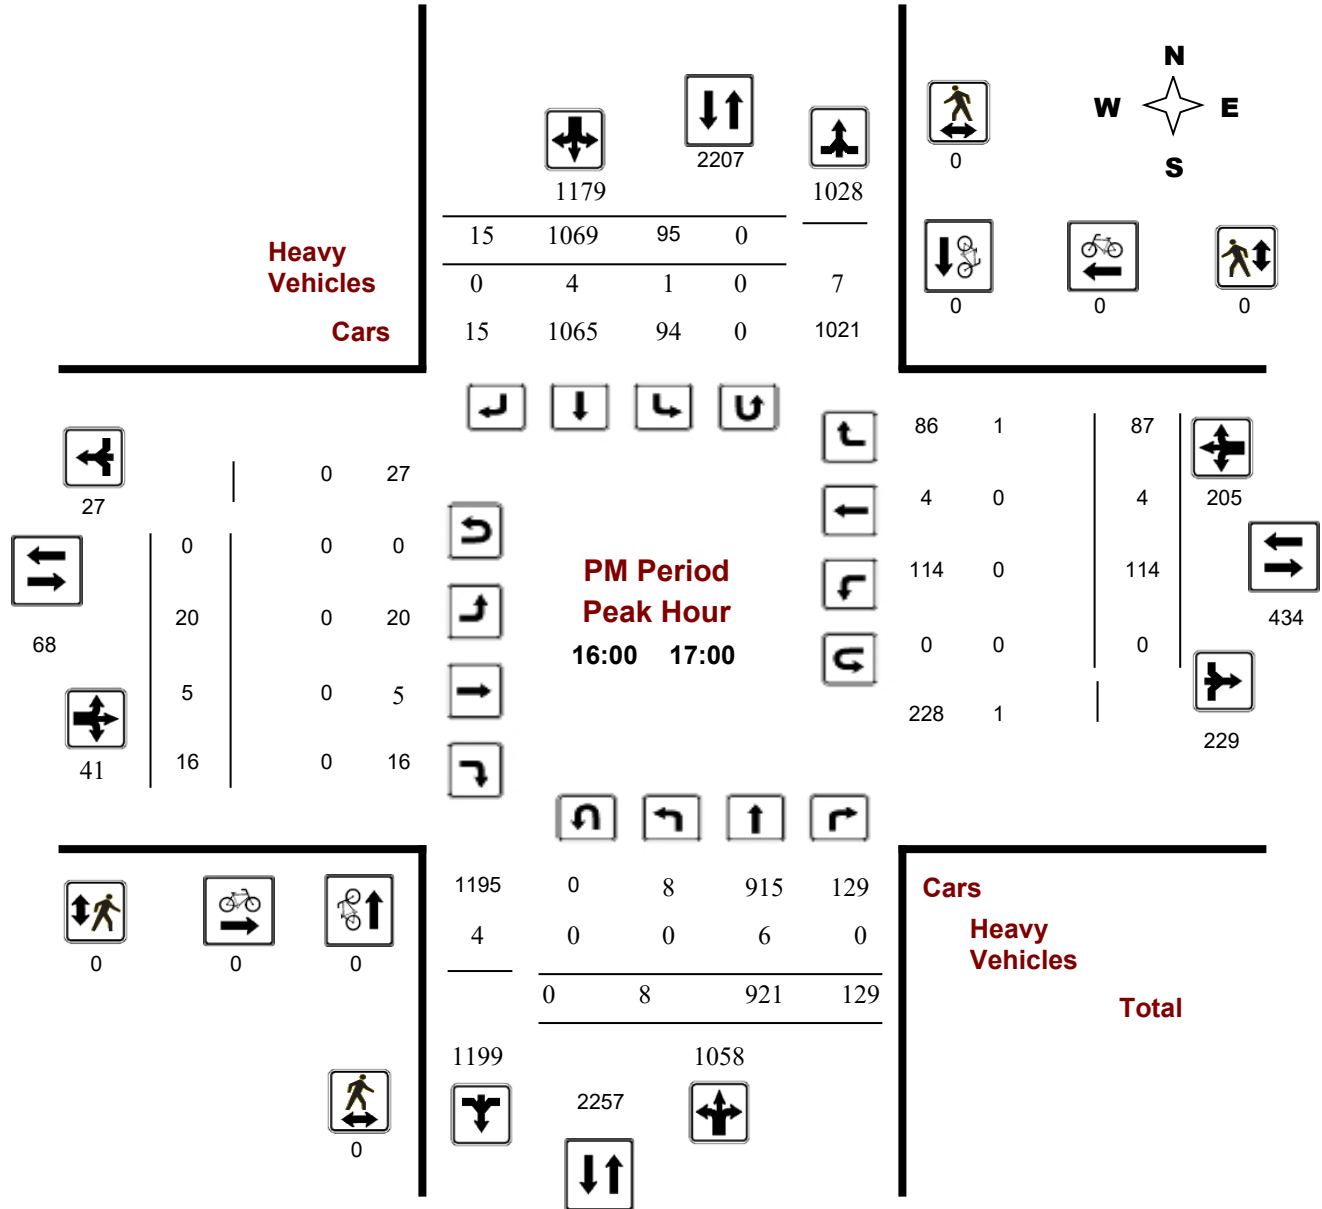 N
W E
S
0
2207
1179 1028
15 1069 95 0
Heavy
Vehicles 0 4 1 0 7
Cars 15 1065 94 0 1021
0 0 0
86 1 87
0 27
27
4 0 4 205
0 0 0
PM Period
114 0 114
Peak Hour
20 0 20
434
68
16:00 17:00
0 0 0
5 0 5
228 1
229
41 16 0 16
1195 0 8 915 129 Cars
4 0 0 6 0 Heavy
Vehicles
0 0 0
0 8 921 129 Total
1199 1058
2257
0